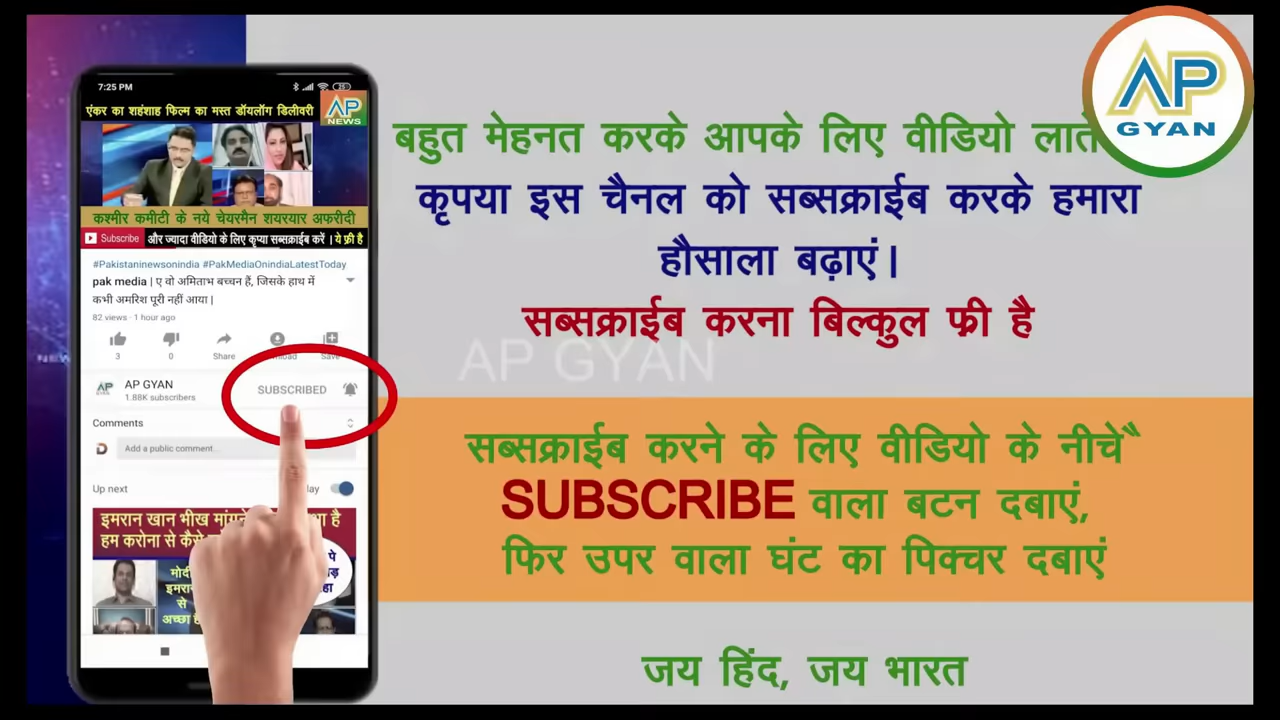 7:25 PM
एंकर का शहंशाह फिल्म का मस्त डॉयलॉग डिलीवरी
AP
NEWS
कश्मीर कमीटी के नये चेयरमैन शयरयार अफरीदी
Subscribe और ज्यादा वीडियो के लिए कृप्या सब्सक्राईब करें । ये फ्री है
#Pakistaninewsonindia #PakMediaOnindiaLatestToday
pak media | ए वो अमिताभ बच्चन हैं, जिसके हाथ में
कभी अमरिश पूरी नहीं आया |
82 views · 1 hour ago
3 0 Share Save
AP GYAN
1.88K subscribers
SUBSCRIBED
Comments
Add a public comment...
Up next
इमरान खान भीख है
हम करोना से
मोदी
से
अच्छा
AP
GYAN
बहुत मेहनत करके आपके लिए वीडियो लाते
कृपया इस चैनल को सब्सक्राईब करके हमारा
हौसाला बढ़ाएं।
सब्सक्राईब करना बिल्कुल फ्री है
AP GYAN
सब्सक्राईब करने के लिए वीडियो के नीचेै
SUBSCRIBE वाला बटन दबाएं,
फिर उपर वाला घंट का पिक्चर दबाएं
जय हिंद, जय भारत